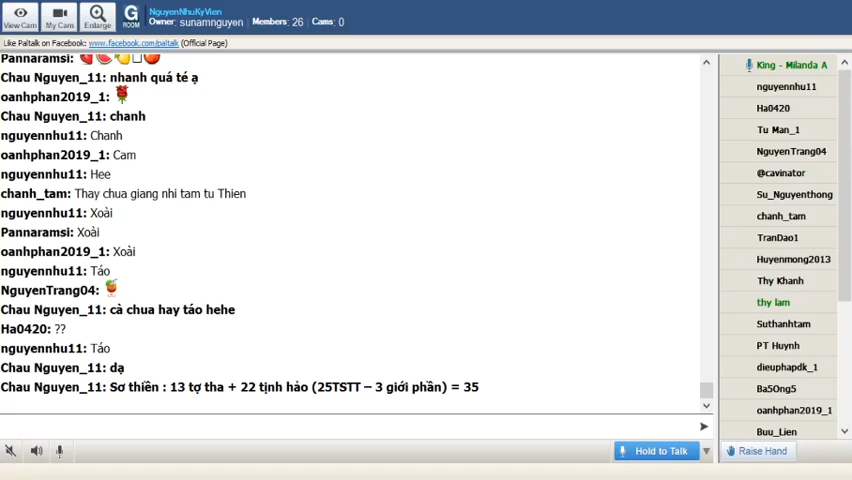 View Cam
My Cam
Enlarge
G
ROOM
NguyenNhuKyVien
Owner: sunamnguyen Members: 26 Cams: 0
Like Paltalk on Facebook: www.facebook.com/paltalk (Official Page)
Pannaramsi:
Chau Nguyen_11: nhanh quá té ạ
oanhphan2019_1:
Chau Nguyen_11: chanh
nguyennhu11: Chanh
oanhphan2019_1: Cam
nguyennhu11: Hee
chanh_tam: Thay chua giang nhi tam tu Thien
nguyennhu11: Xoài
Pannaramsi: Xoài
oanhphan2019_1: Xoài
nguyennhu11: Táo
NguyenTrang04:
Chau Nguyen_11: cà chua hay táo hehe
Ha0420: ??
nguyennhu11: Táo
Chau Nguyen_11: dạ
Chau Nguyen_11: Sơ thiền : 13 tợ tha + 22 tịnh hảo (25TSTT – 3 giới phần) = 35
King - Milanda A
nguyennhu11
Ha0420
Tu Man_1
NguyenTrang04
@cavinator
Su_Nguyenthong
chanh_tam
TranDao1
Huyenmong2013
Thy Khanh
thy lam
Suthanhtam
PT Huynh
dieuphapdk_1
Ba5Ong5
oanhphan2019_1
Buu_Lien
Hold to Talk
Raise Hand